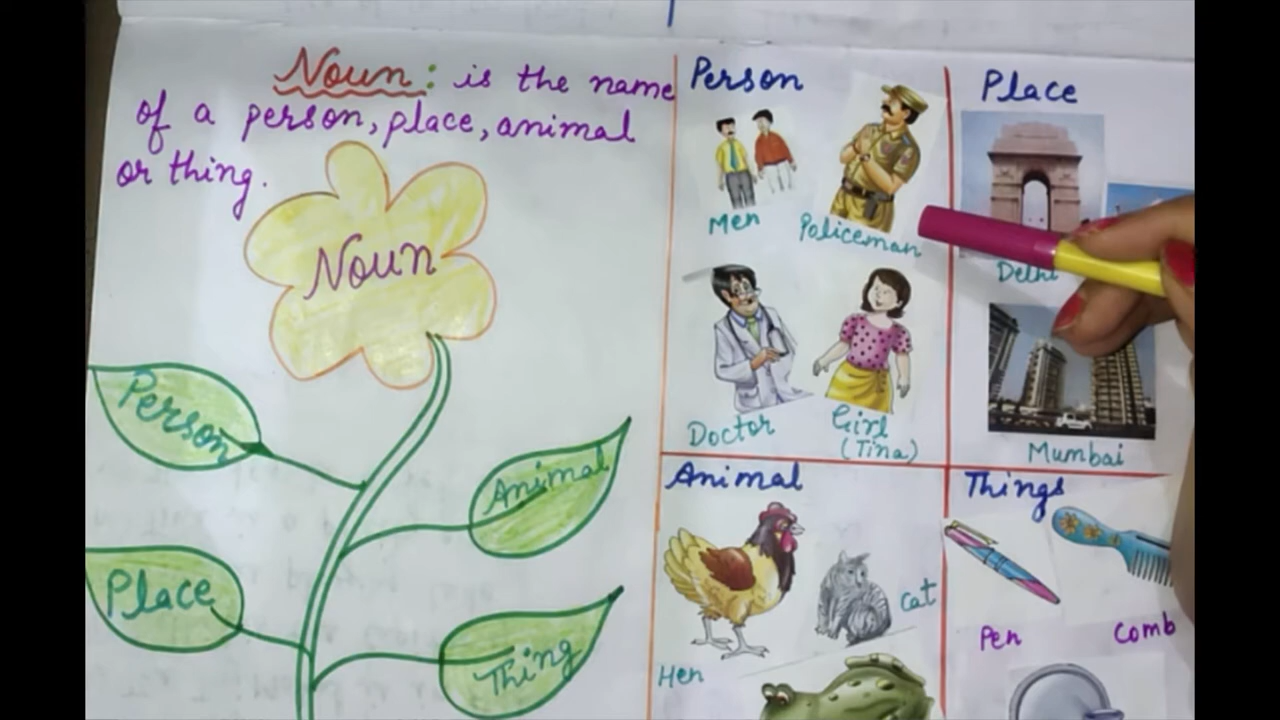 Noun: is the name
of a person, place, animal
or thing.
Noun
Person
Animal
Place
Thing
Person
Men
Policeman
Doctor
Girl
(Tina)
Place
Delhi
Mumbai
Animal
Hen
Cat
Things
Pen
Comb